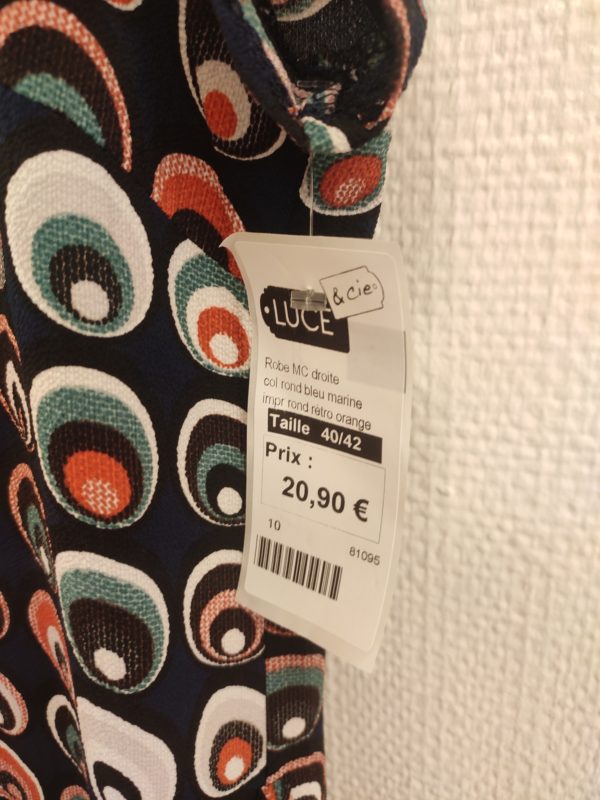 LUCE
& cie.
Robe MC droite
col rond bleu marine
impr rond rétro orange
Taille 40/42
Prix :
20,90 €
10
81095